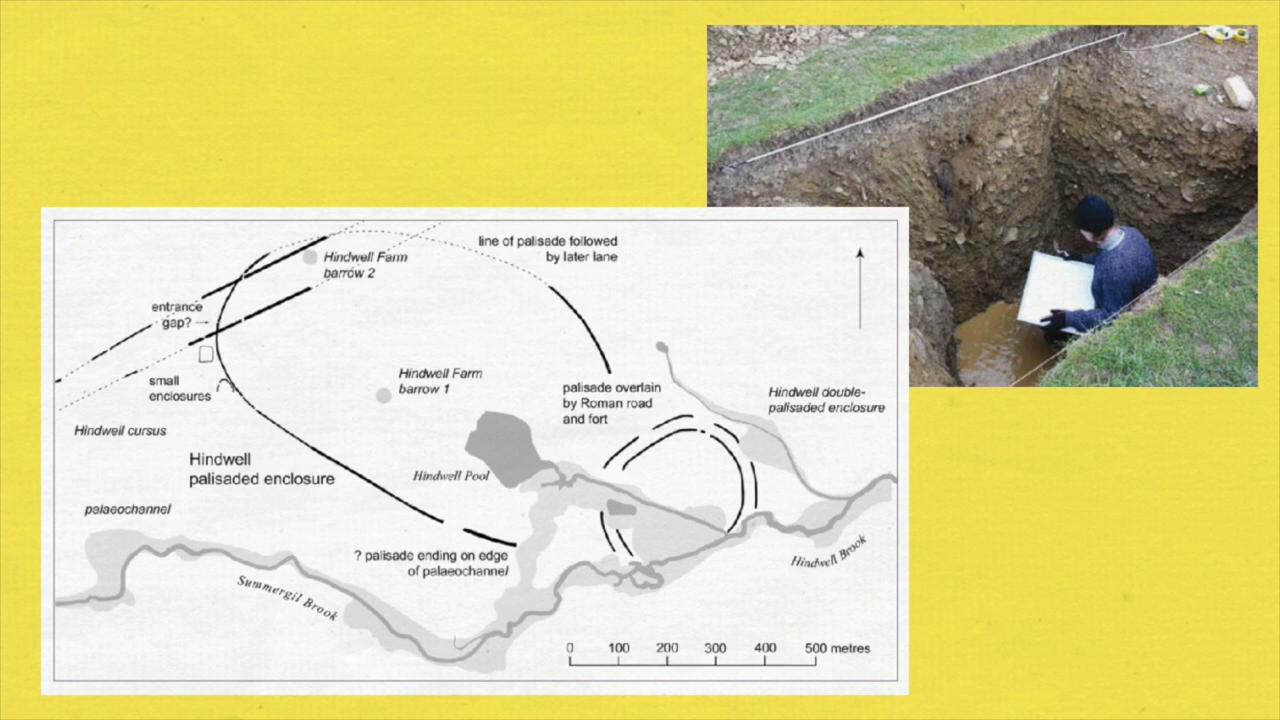 line of palisade followed
by later lane
Hindwell Farm
barrow 2
entrance
gap?
small
enclosures
Hindwell Farm
barrow 1
palisade overlain
by Roman road
and fort
Hindwell double-
palisaded enclosure
Hindwell cursus
Hindwell
palisaded enclosure
Hindwell Pool
palaeochannel
? palisade ending on edge
of palaeochannel
Hindwell Brook
Summergil Brook
0 100 200 300 400 500 metres